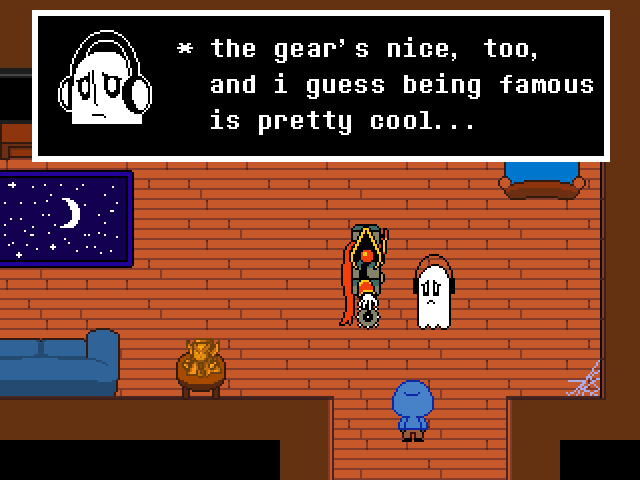 * the gear's nice, too,
and i guess being famous
is pretty cool...